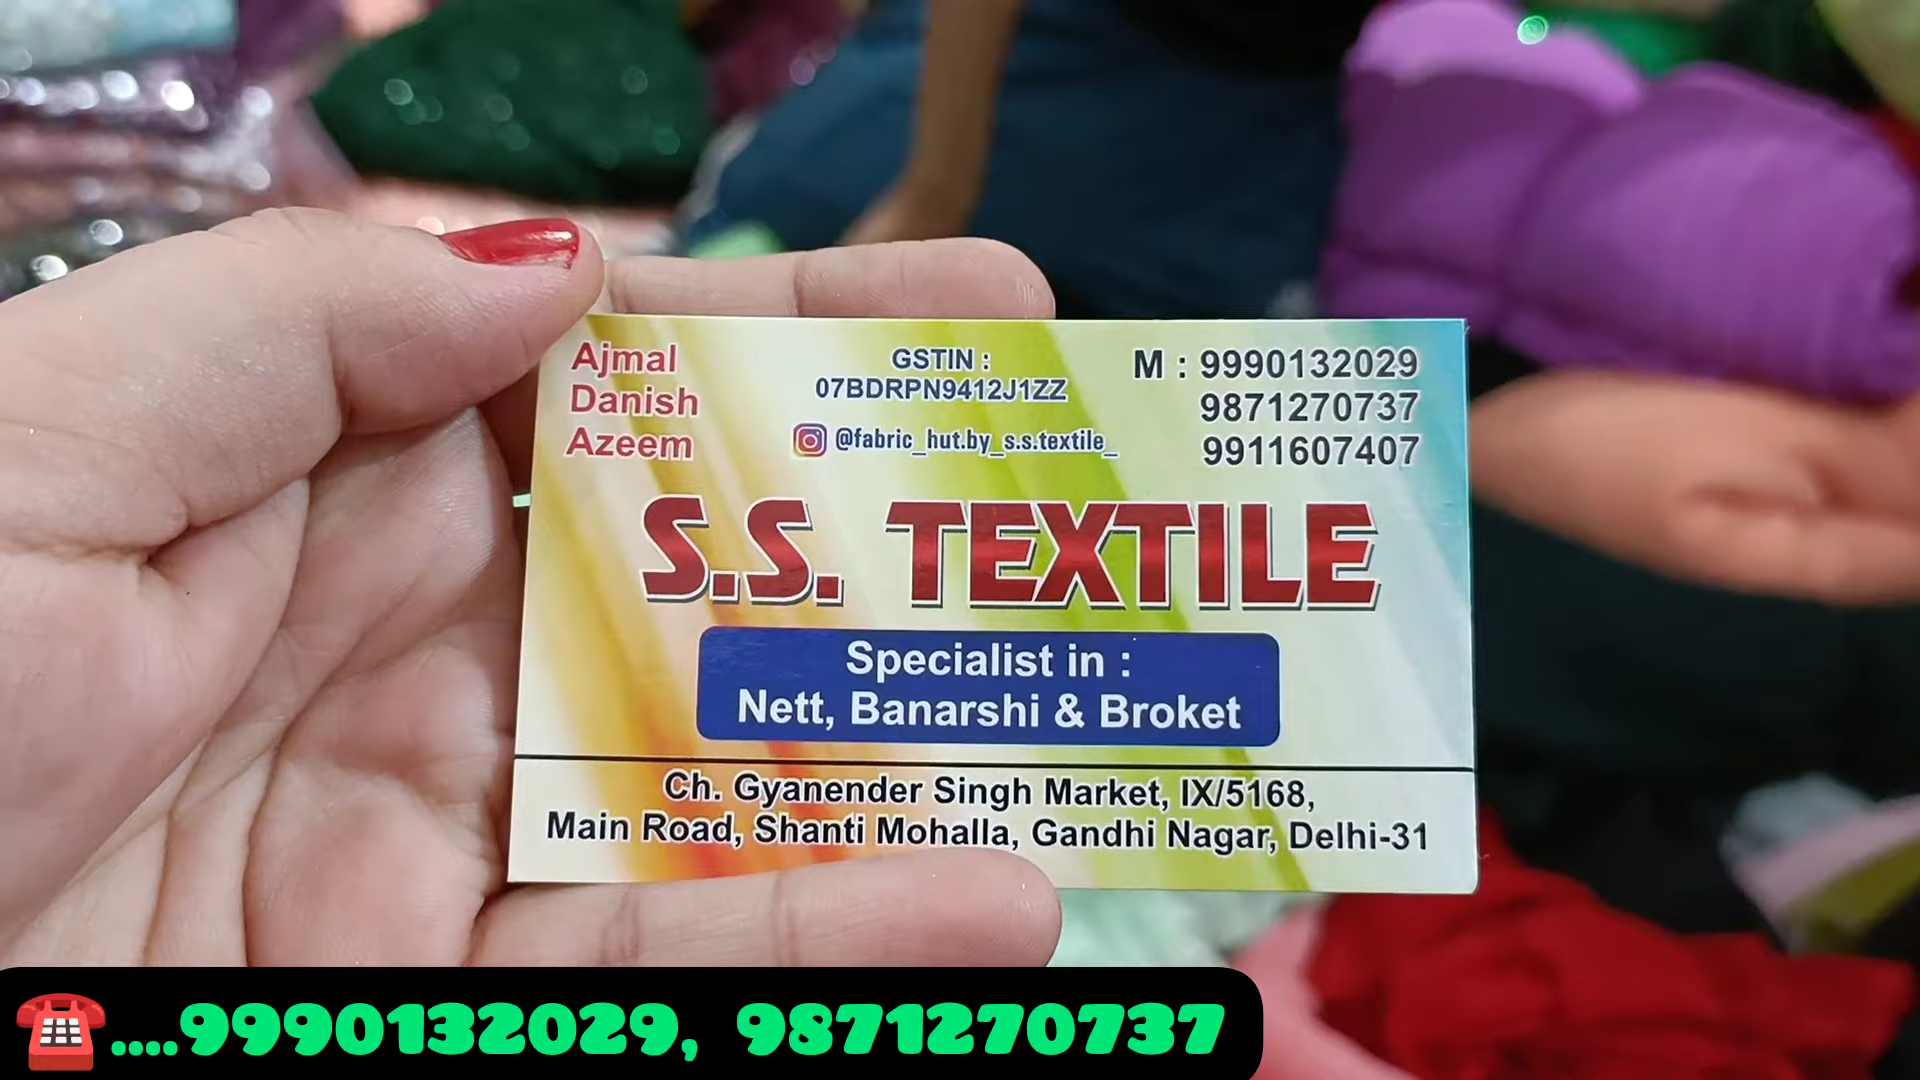 Ajmal
Danish
Azeem
GSTIN :
07BDRPN9412J1ZZ
@fabric_hut.by_s.s.textile_
M : 9990132029
9871270737
9911607407
S.S. TEXTILE
Specialist in :
Nett, Banarshi & Broket
Ch. Gyanender Singh Market, IX/5168,
Main Road, Shanti Mohalla, Gandhi Nagar, Delhi-31
☎....9990132029, 9871270737